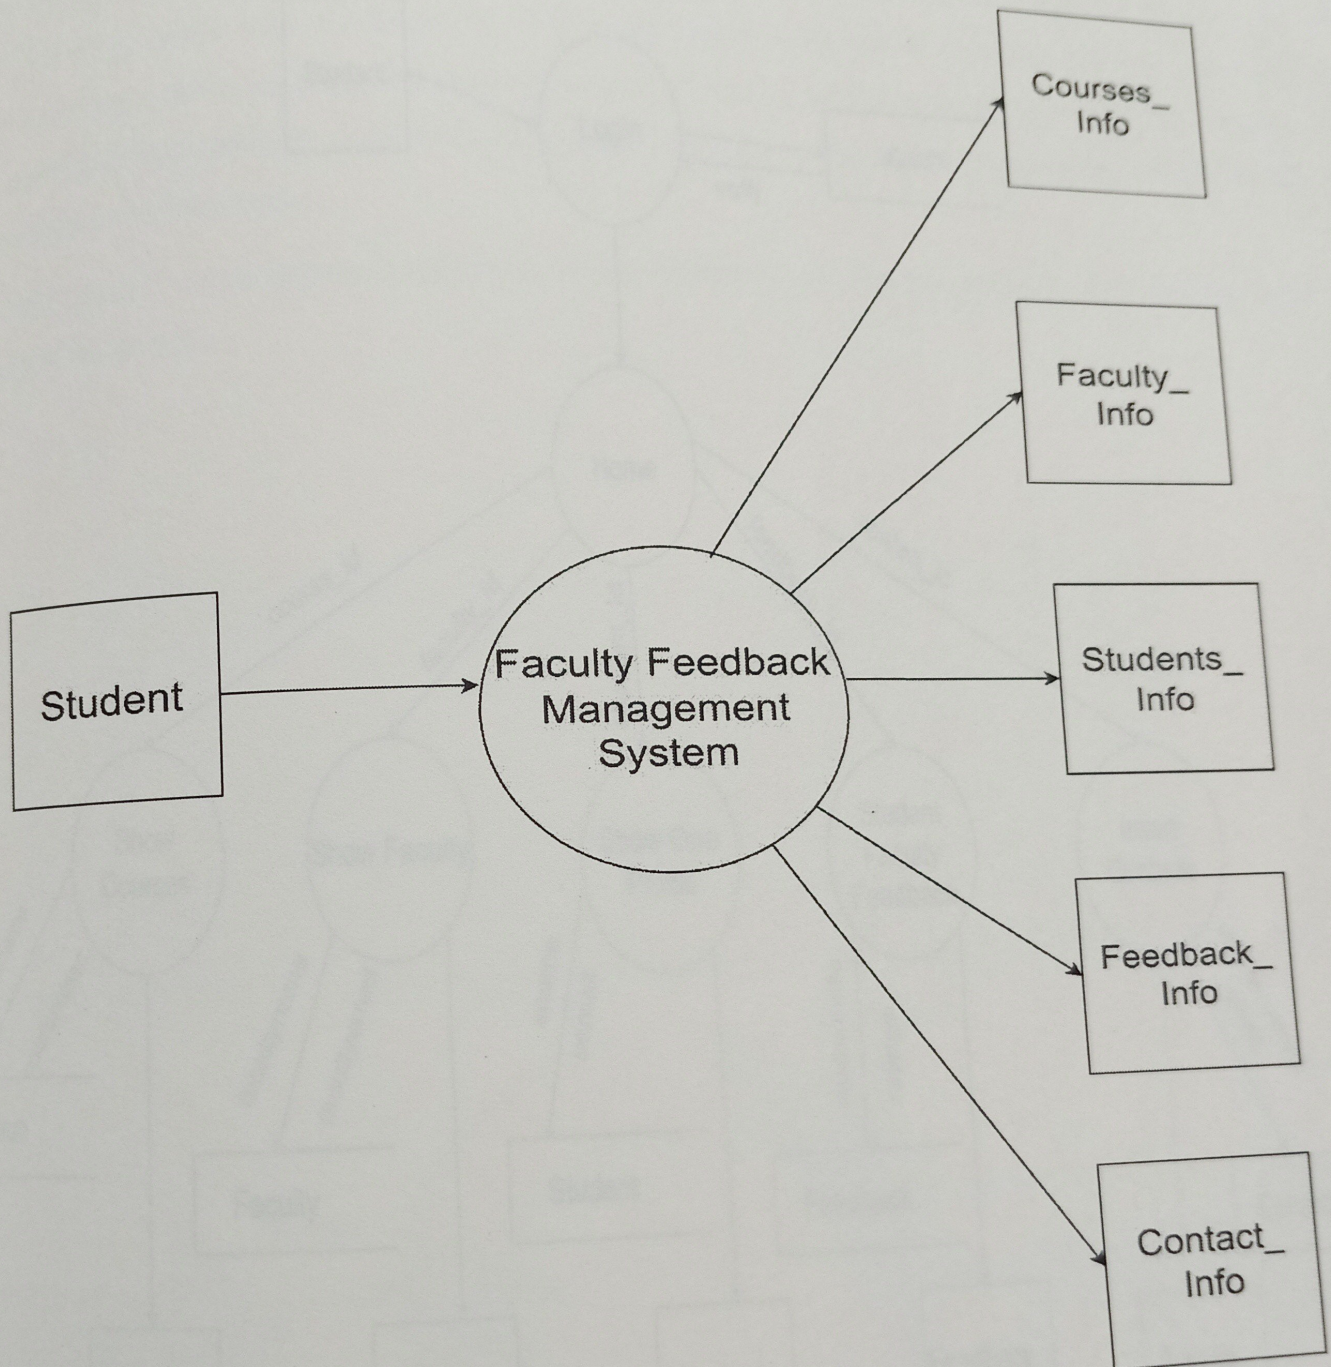 Courses_
Info
Faculty_
Info
Student
Faculty Feedback
Management
System
Students_
Info
Feedback_
Info
Contact_
Info